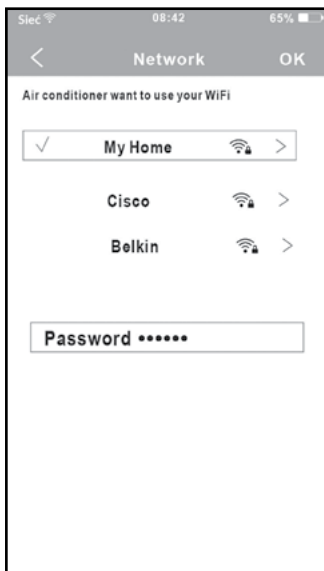 Sieć 08:42 65%
Network OK
Air conditioner want to use your WiFi
My Home
Cisco
Belkin
Password ••••••